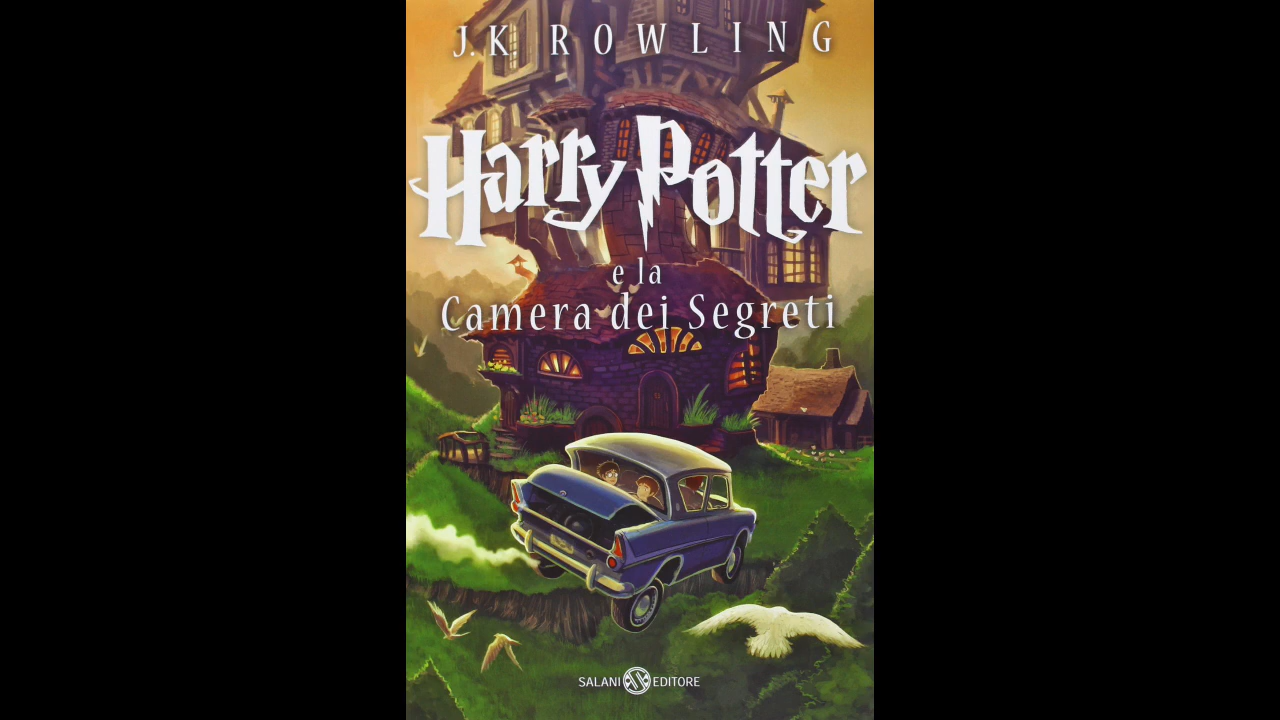 J.K. ROWLING
Harry Potter
e la
Camera dei Segreti
SALANI EDITORE